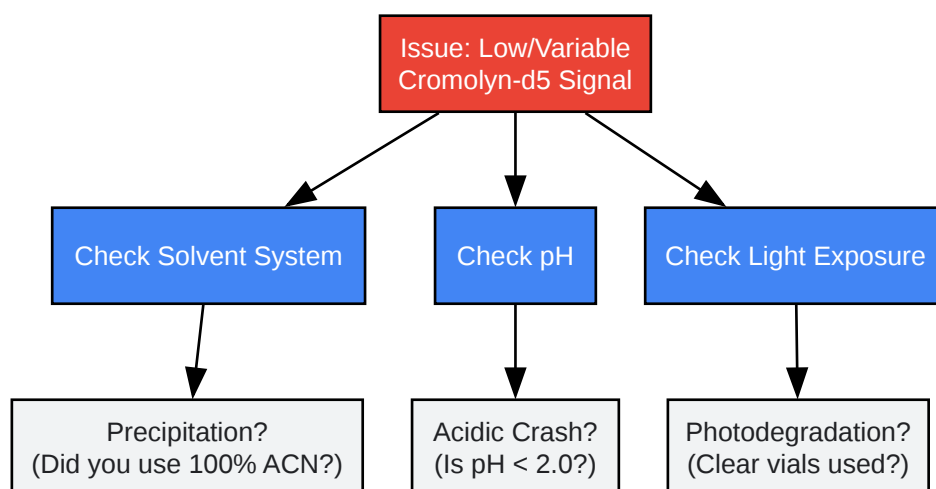 Issue: Low/Variable
Cromolyn-d5 Signal
Check Solvent System
Check pH
Check Light Exposure
Precipitation?
(Did you use 100% ACN?)
Acidic Crash?
(Is pH < 2.0?)
Photodegradation?
(Clear vials used?)